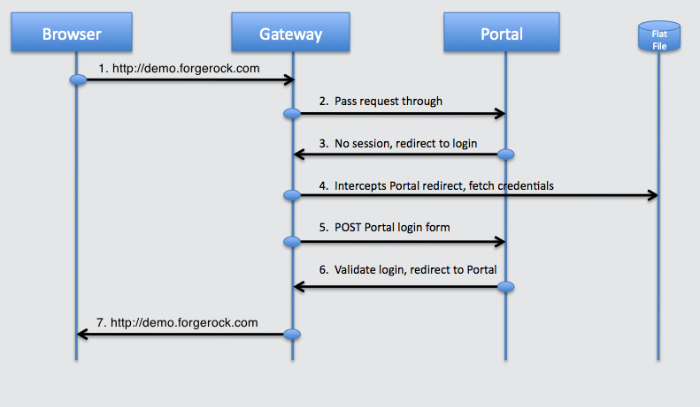 Browser
Gateway
Portal
Flat
File
1. http://demo.forgerock.com
2. Pass request through
3. No session, redirect to login
4. Intercepts Portal redirect, fetch credentials
5. POST Portal login form
6. Validate login, redirect to Portal
7. http://demo.forgerock.com